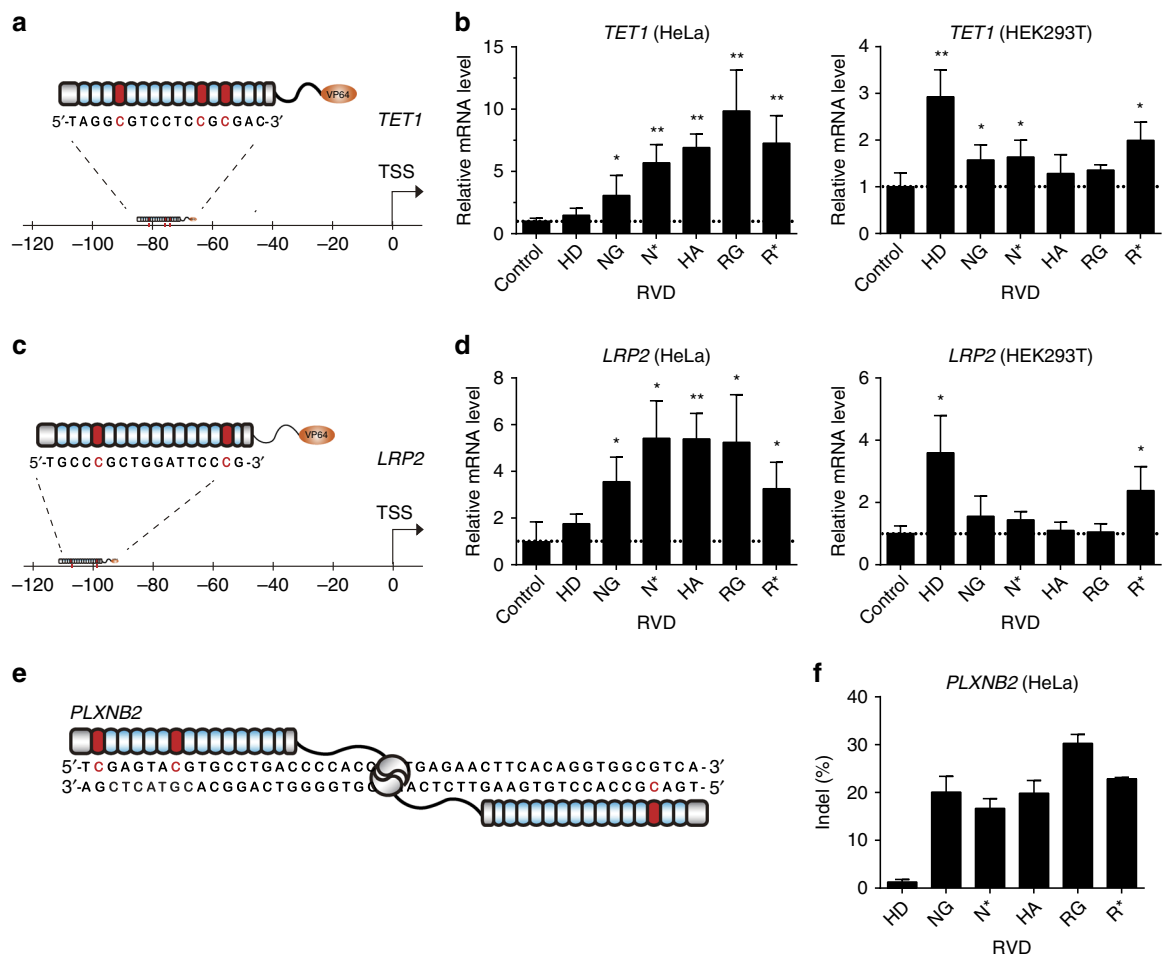 a
VP64
5′-TAGGCGTCCTCCGCGAC-3′
TET1
TSS
−120 −100 −80 −60 −40 −20 0
b
TET1 (HeLa)
Relative mRNA level
15
10
5
0
* ** ** ** **
Control HD NG N* HA RG R*
RVD
TET1 (HEK293T)
Relative mRNA level
4
3
2
1
0
** * * *
Control HD NG N* HA RG R*
RVD
c
VP64
5′-TGCCCGCTGGATTCCCG-3′
LRP2
TSS
−120 −100 −80 −60 −40 −20 0
d
LRP2 (HeLa)
Relative mRNA level
8
6
4
2
0
* * ** * *
Control HD NG N* HA RG R*
RVD
LRP2 (HEK293T)
Relative mRNA level
6
4
2
0
* *
Control HD NG N* HA RG R*
RVD
e
PLXNB2
5′-TCGAGTACGTGCCTGACCCCACC TGAGAACTTCACAGGTGGCGTCA-3′
3′-AGCTCATGCACGGACTGGGGTG ACTCTTGAAGTGTCCACCGCAGT-5′
f
PLXNB2 (HeLa)
Indel (%)
40
30
20
10
0
HD NG N* HA RG R*
RVD